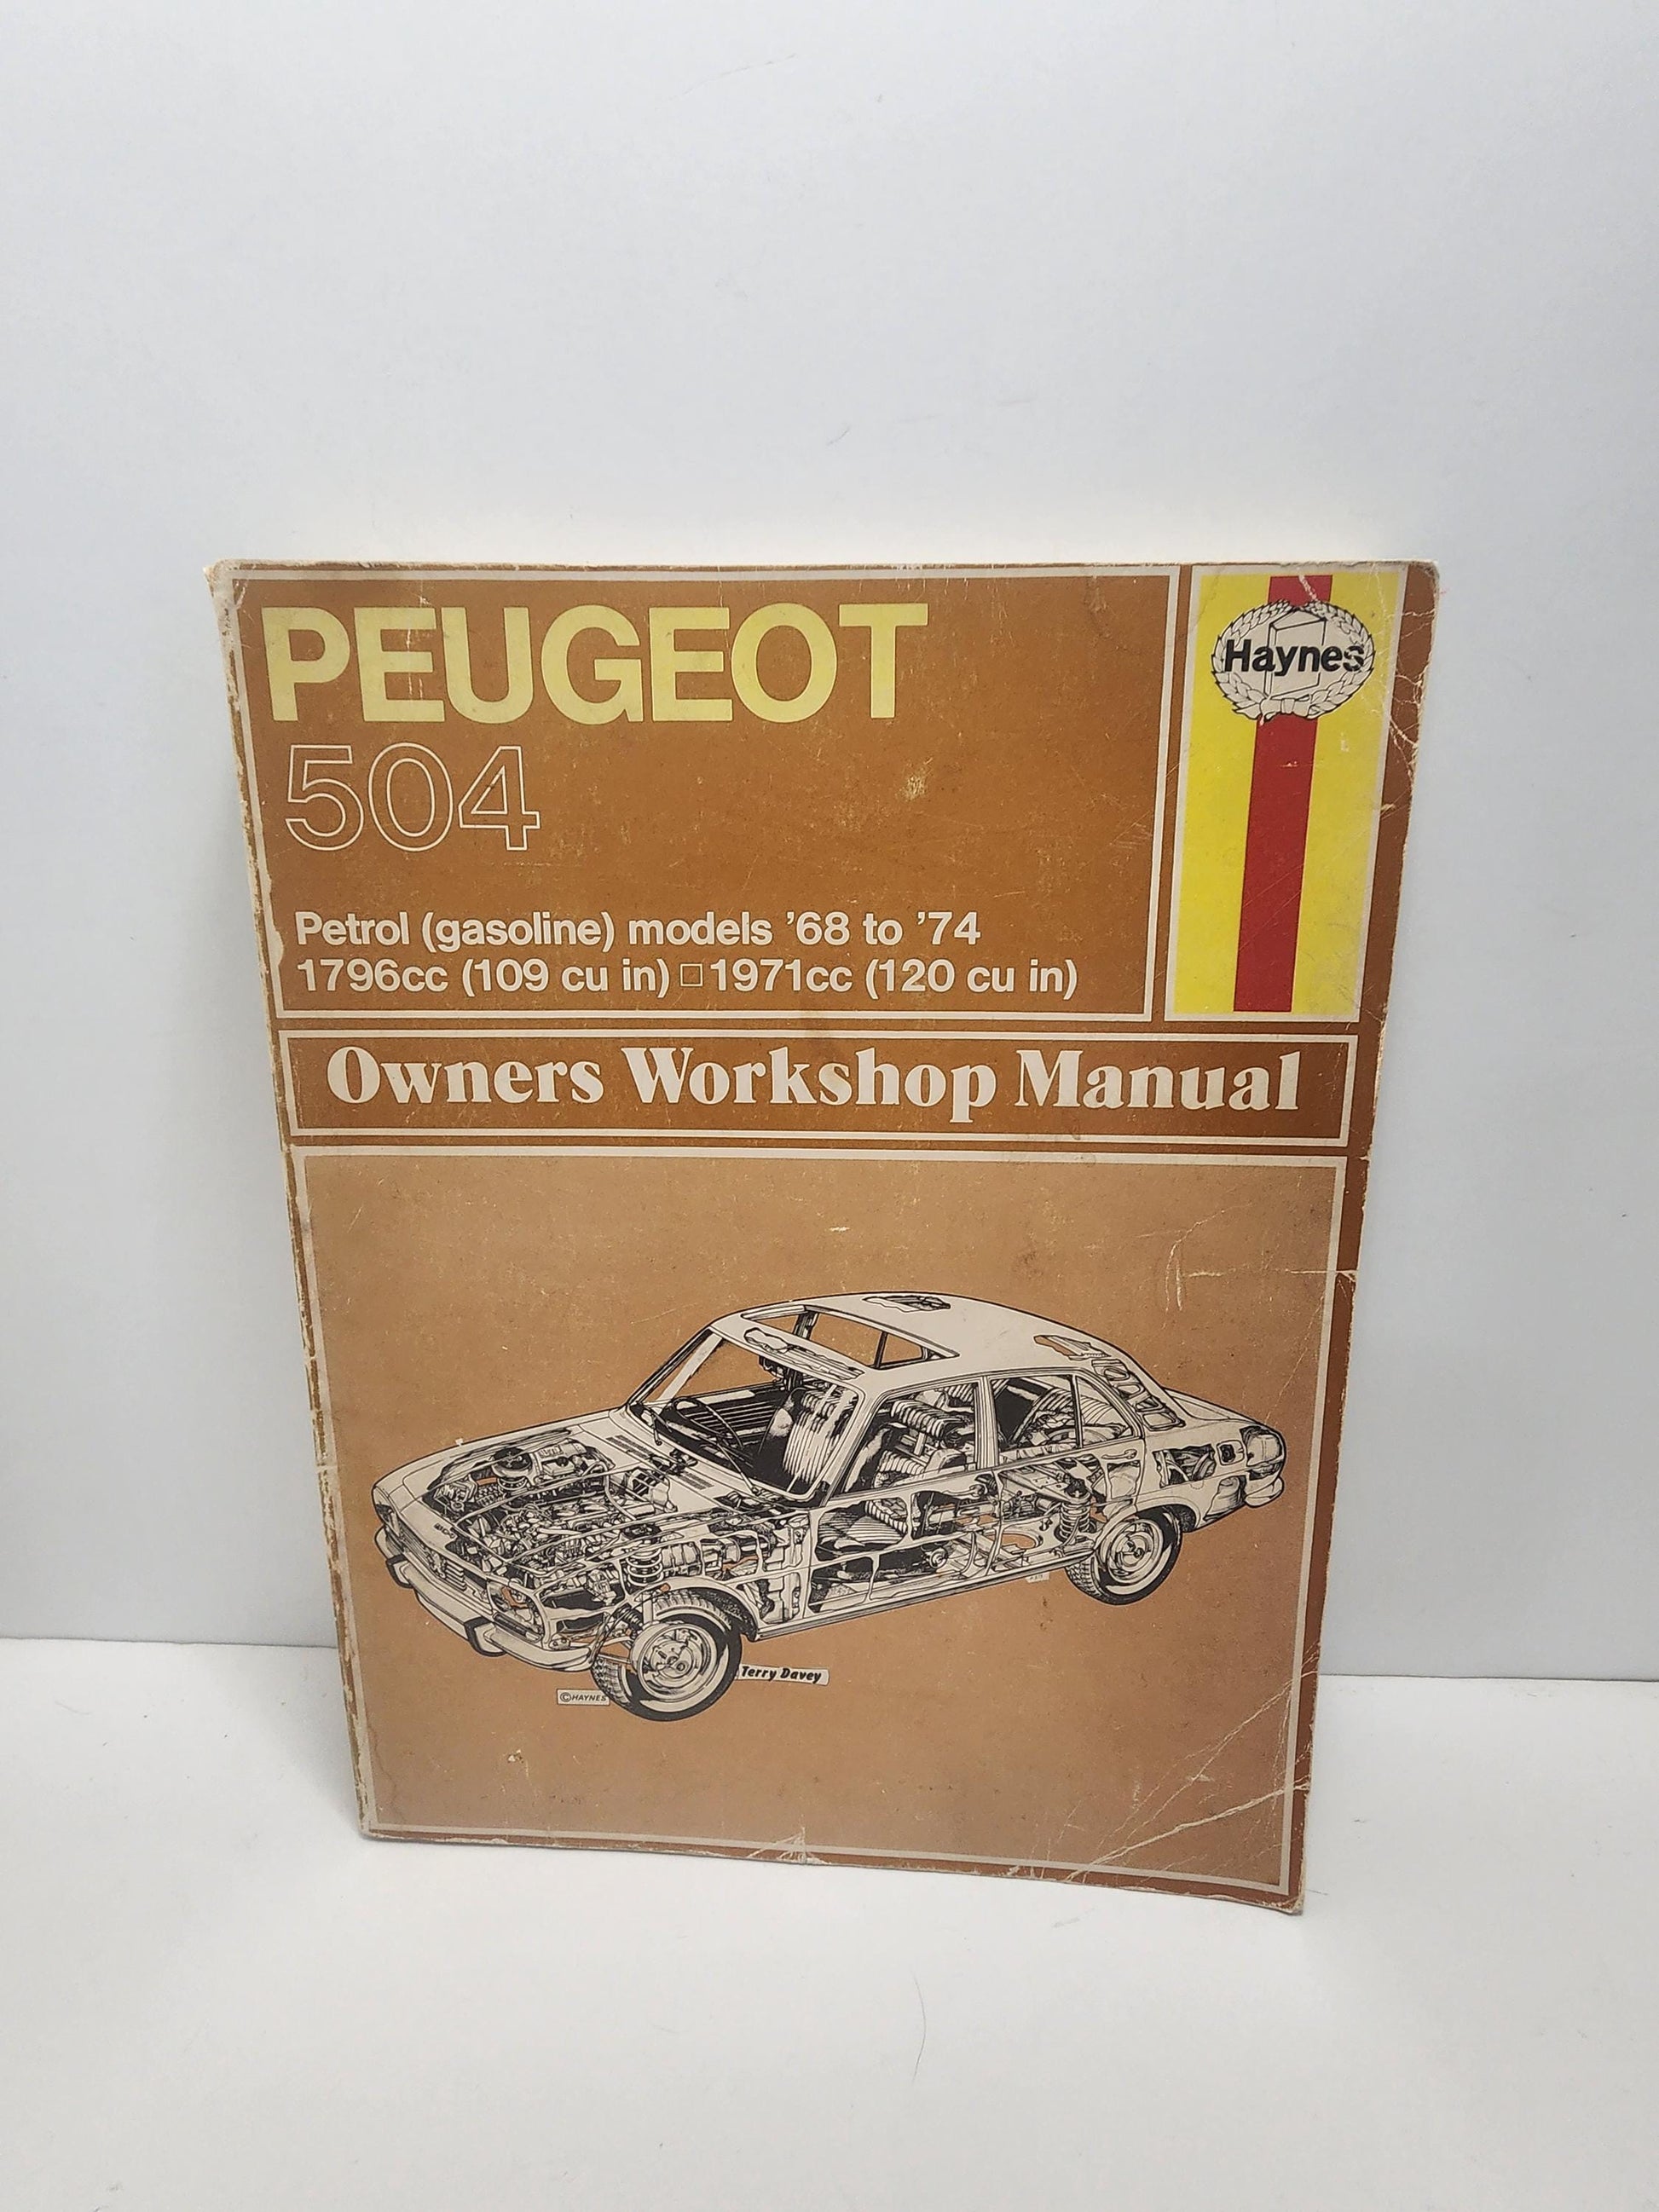 PEUGEOT
Haynes
504
Petrol (gasoline) models '68 to '74
1796cc (109 cu in) □ 1971cc (120 cu in)
Owners Workshop Manual
Terry Davey
©HAYNES